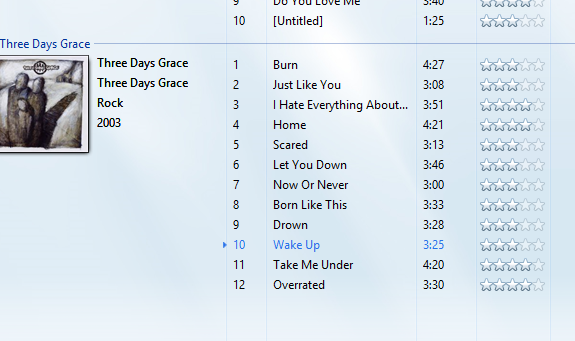 9 Do You Love Me 3:40
10 [Untitled] 1:25
Three Days Grace
Three Days Grace
Three Days Grace
Rock
2003
1 Burn 4:27
2 Just Like You 3:08
3 I Hate Everything About... 3:51
4 Home 4:21
5 Scared 3:13
6 Let You Down 3:46
7 Now Or Never 3:00
8 Born Like This 3:33
9 Drown 3:28
10 Wake Up 3:25
11 Take Me Under 4:20
12 Overrated 3:30